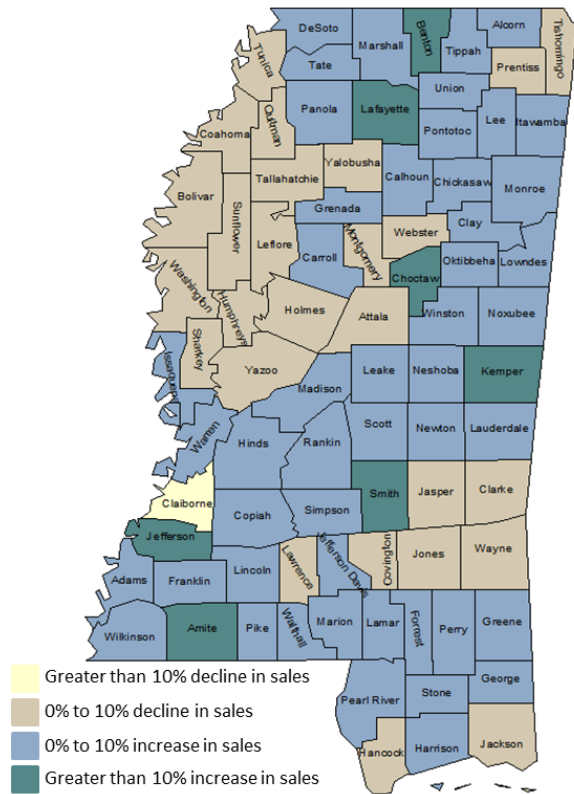 DeSoto
Benton
Alcorn
Tishomingo
Marshall
Tippah
Tunica
Tate
Prentiss
Union
Panola
Lafayette
Quitman
Lee
Itawamba
Pontotoc
Coahoma
Yalobusha
Tallahatchie
Calhoun
Chickasaw
Monroe
Bolivar
Sunflower
Grenada
Clay
Webster
Leflore
Montgomery
Carroll
Oktibbeha
Lowndes
Choctaw
Washington
Humphreys
Holmes
Attala
Winston
Noxubee
Sharkey
Issaquena
Yazoo
Leake
Neshoba
Kemper
Madison
Scott
Newton
Lauderdale
Warren
Hinds
Rankin
Smith
Jasper
Clarke
Claiborne
Simpson
Copiah
Jefferson
Jefferson Davis
Covington
Jones
Wayne
Lawrence
Lincoln
Adams
Franklin
Marion
Lamar
Forrest
Perry
Greene
Wilkinson
Amite
Pike
Walthall
George
Stone
Pearl River
Hancock
Harrison
Jackson
Greater than 10% decline in sales
0% to 10% decline in sales
0% to 10% increase in sales
Greater than 10% increase in sales